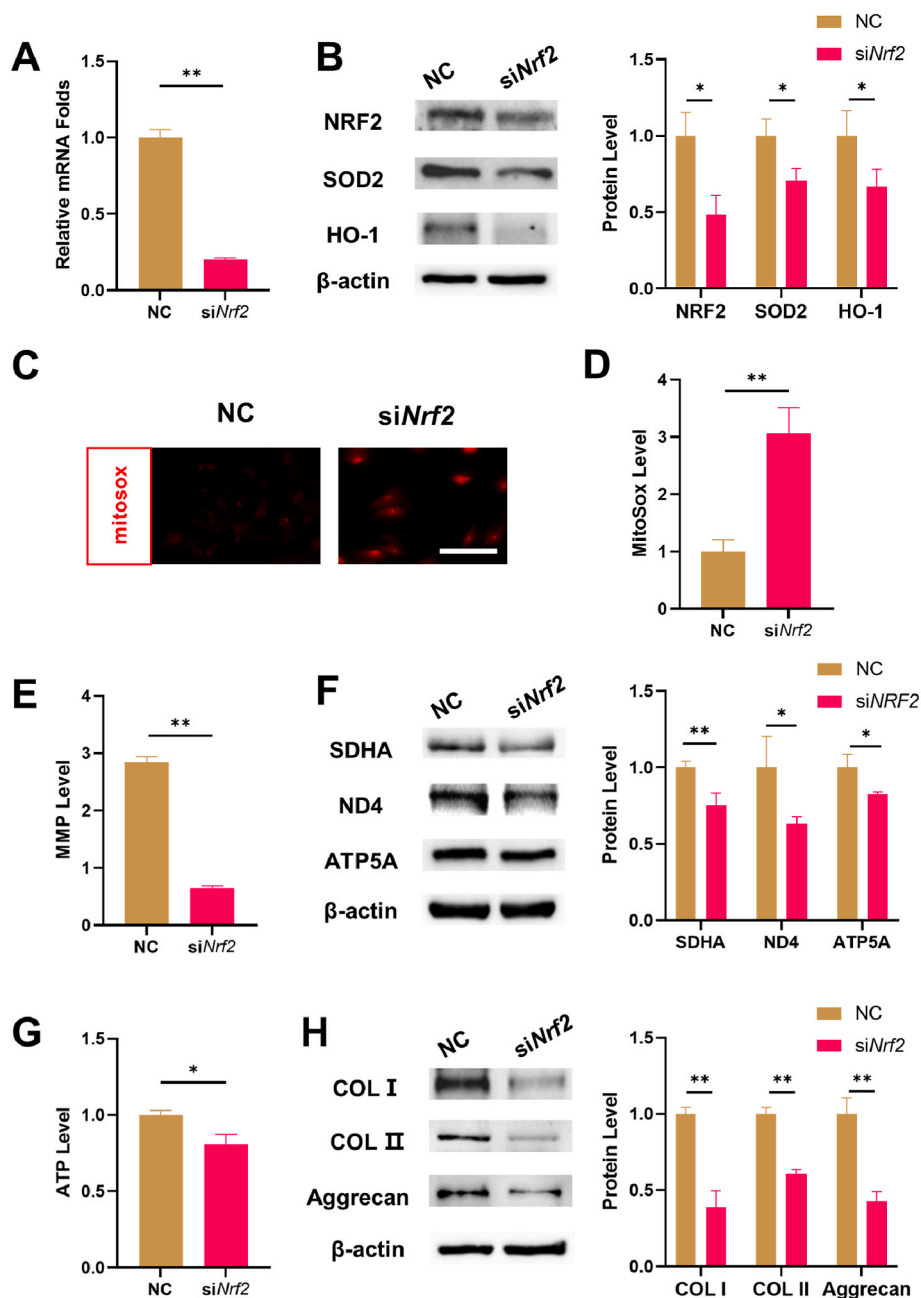 A
Relative mRNA Folds
1.5
1.0
0.5
0.0
**
NC
siNrf2
B
NC
siNrf2
NRF2
SOD2
HO-1
β-actin
NC
siNrf2
Protein Level
1.5
1.0
0.5
0.0
*
*
*
NRF2
SOD2
HO-1
C
NC
siNrf2
mitosox
D
MitoSox Level
4
3
2
1
0
**
NC
siNrf2
E
MMP Level
4
3
2
1
0
**
NC
siNrf2
F
NC
siNrf2
SDHA
ND4
ATP5A
β-actin
NC
siNRF2
Protein Level
1.5
1.0
0.5
0.0
**
*
*
SDHA
ND4
ATP5A
G
ATP Level
1.5
1.0
0.5
0.0
*
NC
siNrf2
H
NC
siNrf2
COL Ⅰ
COL Ⅱ
Aggrecan
β-actin
NC
siNrf2
Protein Level
1.5
1.0
0.5
0.0
**
**
**
COL I
COL II
Aggrecan